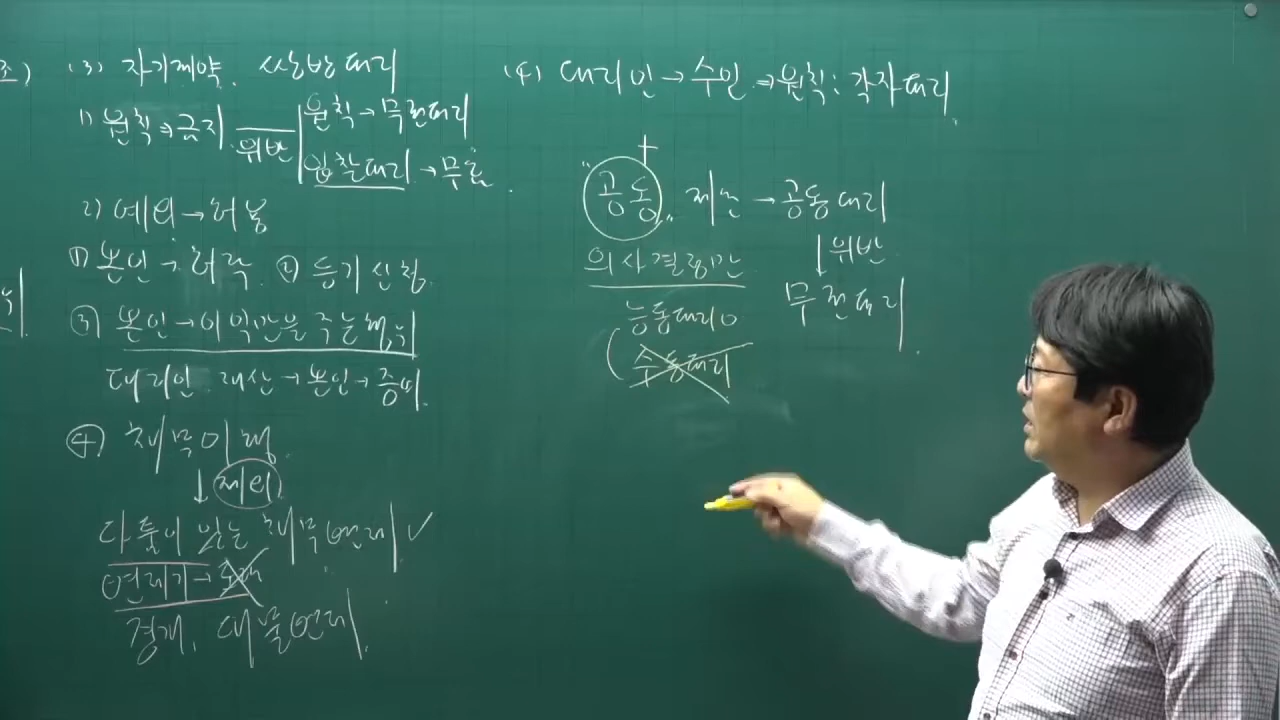 조)
(3) 자기계약. 쌍방대리
1) 원칙⇒금지 위반 원칙→무권대리
입찰대리→무효.
2) 예외→허용
① 본인→허락 ② 등기신청.
③ 본인→이익만을 주는행위
대리인 재산→본인→증여.
④ 채무이행.
↓ 제외
다툼이 있는 채무(변제) ✓
(변제기→
경개, 대물변제.
(4) 대리인→수인⇒원칙: 각자대리.
"공동" 제한→공동대리
의사결정만 ↓위반.
능동대리○ 무권대리.
수동대리